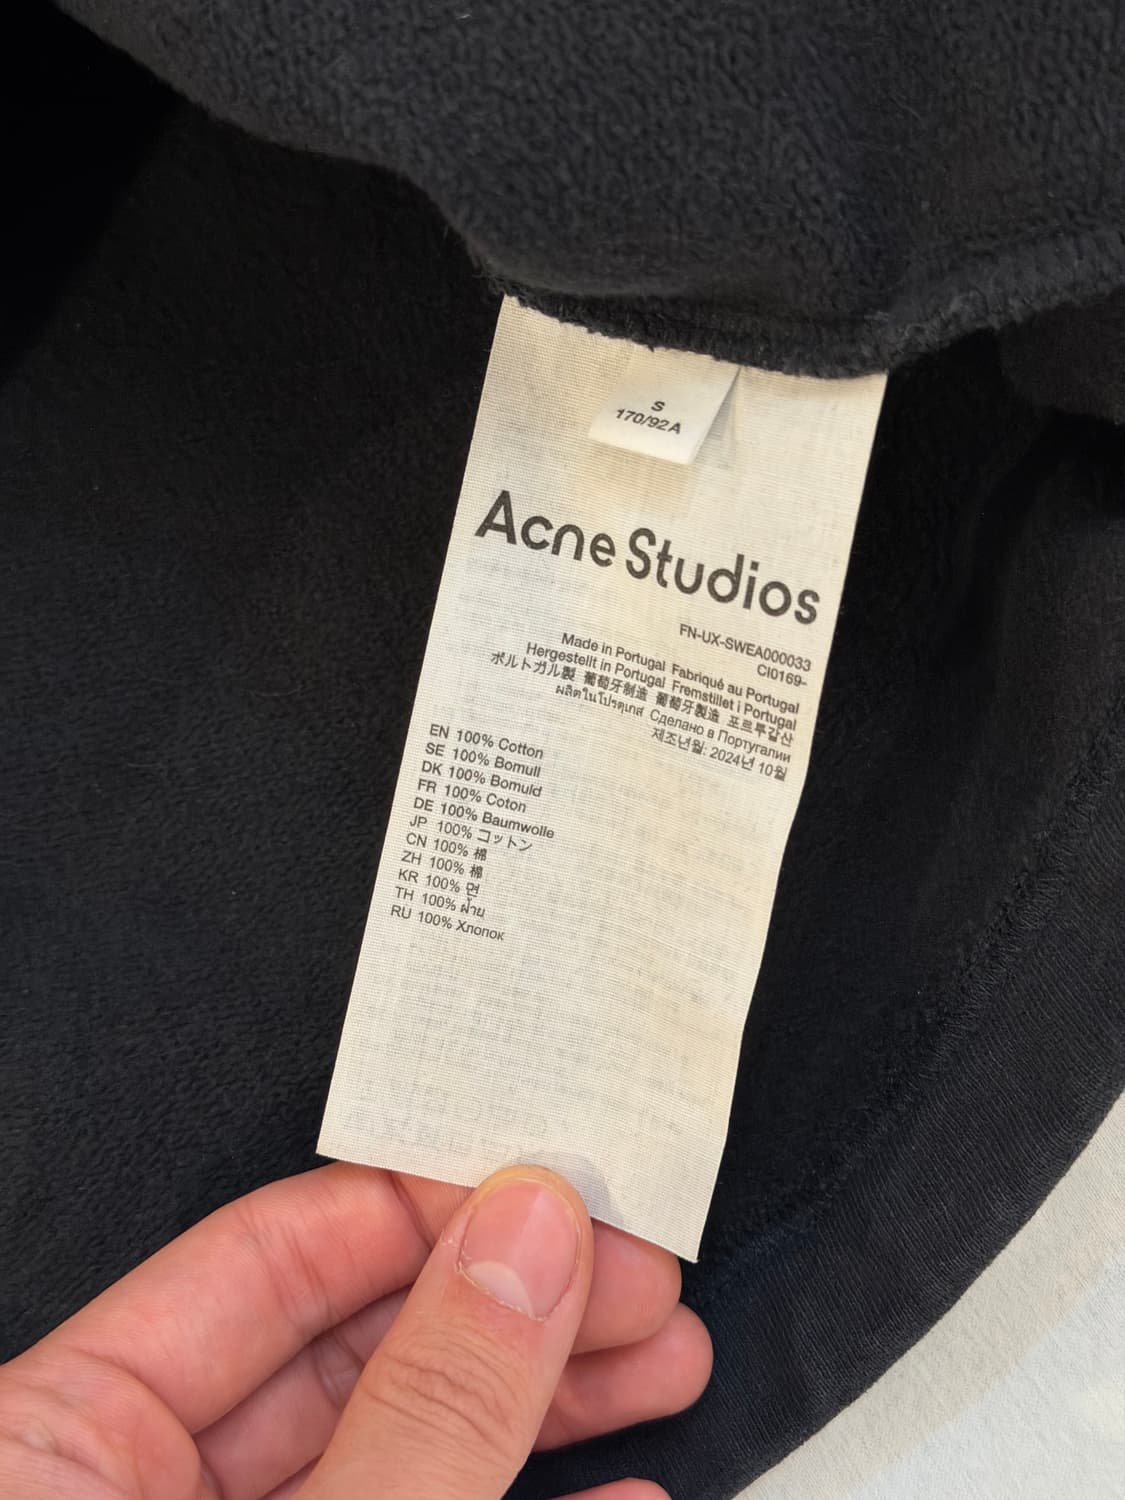 S
170/92A
Acne Studios
FN-UX-SWEA000033
CI0169-
Made in Portugal Fabriqué au Portugal
Hergestellt in Portugal Fremstillet i Portugal
ポルトガル製 葡萄牙制造 葡萄牙製造 포르투갈산
ผลิตในโปรตุเกส Сделано в Португалии
제조년월: 2024년 10월
EN 100% Cotton
SE 100% Bomull
DK 100% Bomuld
FR 100% Coton
DE 100% Baumwolle
JP 100% コットン
CN 100% 棉
ZH 100% 棉
KR 100% 면
TH 100% ฝ้าย
RU 100% Хлопок